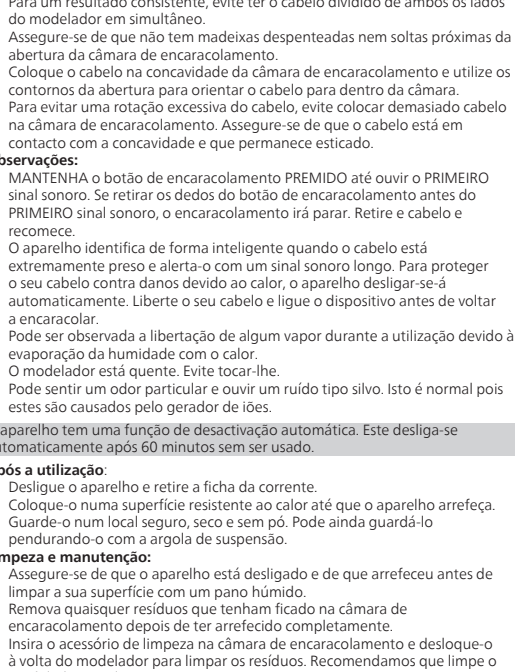 Para um resultado consistente, evite ter o cabelo dividido de ambos os lados
do modelador em simultâneo.
Assegure-se de que não tem madeixas despenteadas nem soltas próximas da
abertura da câmara de encaracolamento.
Coloque o cabelo na concavidade da câmara de encaracolamento e utilize os
contornos da abertura para orientar o cabelo para dentro da câmara.
Para evitar uma rotação excessiva do cabelo, evite colocar demasiado cabelo
na câmara de encaracolamento. Assegure-se de que o cabelo está em
contacto com a concavidade e que permanece esticado.
bservações:
MANTENHA o botão de encaracolamento PREMIDO até ouvir o PRIMEIRO
sinal sonoro. Se retirar os dedos do botão de encaracolamento antes do
PRIMEIRO sinal sonoro, o encaracolamento irá parar. Retire e cabelo e
recomece.
O aparelho identifica de forma inteligente quando o cabelo está
extremamente preso e alerta-o com um sinal sonoro longo. Para proteger
o seu cabelo contra danos devido ao calor, o aparelho desligar-se-á
automaticamente. Liberte o seu cabelo e ligue o dispositivo antes de voltar
a encaracolar.
Pode ser observada a libertação de algum vapor durante a utilização devido à
evaporação da humidade com o calor.
O modelador está quente. Evite tocar-lhe.
Pode sentir um odor particular e ouvir um ruído tipo silvo. Isto é normal pois
estes são causados pelo gerador de iões.
aparelho tem uma função de desactivação automática. Este desliga-se
utomaticamente após 60 minutos sem ser usado.
pós a utilização:
Desligue o aparelho e retire a ficha da corrente.
Coloque-o numa superfície resistente ao calor até que o aparelho arrefeça.
Guarde-o num local seguro, seco e sem pó. Pode ainda guardá-lo
pendurando-o com a argola de suspensão.
mpeza e manutenção:
Assegure-se de que o aparelho está desligado e de que arrefeceu antes de
limpar a sua superfície com um pano húmido.
Remova quaisquer resíduos que tenham ficado na câmara de
encaracolamento depois de ter arrefecido completamente.
Insira o acessório de limpeza na câmara de encaracolamento e desloque-o
à volta do modelador para limpar os resíduos. Recomendamos que limpe o